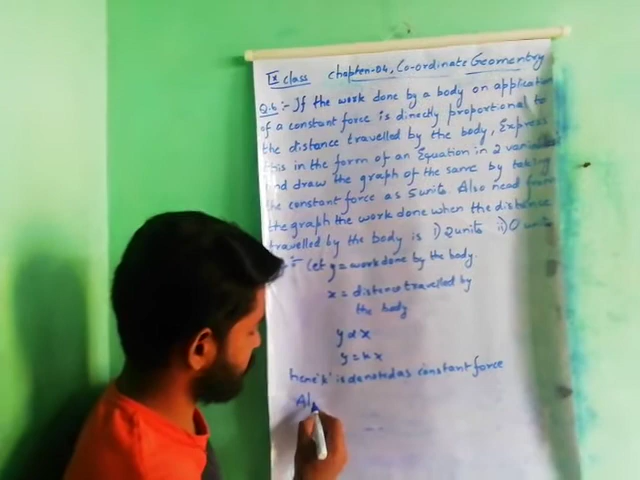 IX class chapter-04, Co-ordinate Geometry
Q.6:- If the work done by a body on application
of a constant force is directly proportional to
the distance travelled by the body, Express
this in the form of an Equation in 2 variables
and draw the graph of the same by taking
the constant force as 5 units. Also read from
the graph the work done when the distance
travelled by the body is i) 2 units ii) 0 units
let y = work done by the body.
x = distance travelled by
the body
y ∝ x
y = kx
here 'k' is denoted as constant force
Al